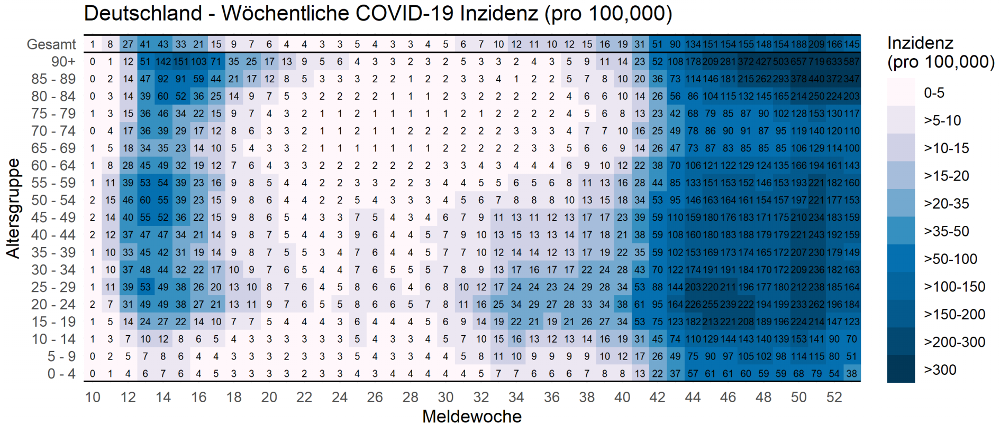 Deutschland - Wöchentliche COVID-19 Inzidenz (pro 100,000)
Gesamt 1 8 27 41 43 33 21 15 9 7 6 4 4 3 3 5 4 3 3 4 5 6 7 10 12 11 10 12 15 16 19 31 51 90 134 151 154 155 148 154 188 209 166 145
90+ 0 1 12 51 142 151 103 71 35 25 17 13 9 5 6 4 3 3 2 3 2 5 3 3 2 4 3 5 9 11 14 23 52 108 178 209 281 372 427 503 657 719 633 587
85 - 89 0 2 14 47 92 91 59 44 21 17 12 8 5 3 3 3 2 2 1 2 2 3 3 4 1 2 2 5 7 8 10 20 36 73 114 146 181 215 262 293 378 440 372 347
80 - 84 0 3 14 39 60 52 36 25 14 9 7 5 3 2 2 2 2 1 1 1 2 3 2 2 2 2 2 4 6 6 10 14 26 56 86 104 115 132 145 165 214 250 224 203
75 - 79 1 3 15 36 46 34 22 15 9 7 4 3 2 1 1 2 1 1 1 1 1 2 1 2 2 2 2 4 5 6 8 13 23 42 68 79 85 87 90 102 128 153 130 117
70 - 74 0 4 17 36 39 29 17 12 8 6 3 3 2 1 1 2 1 1 2 2 2 2 2 2 3 3 3 4 7 7 10 16 25 49 78 86 90 91 87 95 119 140 120 110
65 - 69 1 5 18 34 35 23 14 10 5 4 3 3 2 1 1 1 1 1 1 1 2 2 2 2 2 3 3 5 6 6 9 14 26 47 73 87 83 85 85 85 106 129 114 100
60 - 64 1 8 28 45 49 32 19 12 7 6 4 3 3 2 2 2 2 2 2 2 3 3 4 3 4 4 4 6 9 10 12 22 38 70 106 121 122 129 124 135 166 194 161 143
55 - 59 1 11 39 53 54 39 23 16 9 8 5 4 4 2 2 3 3 2 2 3 4 4 5 5 6 5 6 8 11 13 16 28 44 85 133 151 153 152 146 153 193 221 182 160
50 - 54 2 15 46 60 55 39 23 15 9 8 6 4 4 2 2 5 4 3 3 3 4 5 6 7 8 8 8 10 13 15 18 34 53 95 146 163 164 161 154 157 197 221 177 153
45 - 49 2 14 40 55 52 36 22 15 9 8 6 5 4 3 3 7 5 4 3 4 6 7 9 11 13 11 12 13 17 17 23 39 59 110 159 180 176 183 171 175 210 234 183 159
40 - 44 2 12 37 47 47 34 21 14 9 8 7 5 4 4 3 9 6 4 4 5 7 9 10 13 15 13 13 14 17 18 21 38 59 108 160 180 183 188 179 179 221 243 192 159
35 - 39 1 10 33 45 42 31 19 14 9 8 7 5 5 3 4 7 6 4 4 5 7 7 10 12 14 14 12 13 17 19 22 35 59 102 153 169 173 174 165 172 207 230 179 149
30 - 34 1 10 37 48 44 32 22 17 10 9 7 6 5 4 4 7 6 5 5 5 7 8 9 13 17 16 17 17 22 24 28 43 70 122 174 191 191 184 170 172 209 236 182 163
25 - 29 1 11 39 53 49 38 26 20 13 10 8 7 6 4 5 8 6 6 4 6 8 10 12 17 24 24 23 24 29 28 34 53 88 144 203 220 211 196 177 180 212 238 185 164
20 - 24 2 7 31 49 49 38 27 21 13 11 9 7 6 5 5 8 6 6 5 7 8 11 16 25 34 29 27 28 33 34 38 61 95 164 226 255 239 222 194 199 233 262 196 184
15 - 19 1 5 14 24 27 22 14 10 7 7 5 4 4 4 3 6 4 4 4 5 6 9 14 19 22 21 19 21 26 27 34 53 75 123 182 213 221 208 189 196 224 214 147 123
10 - 14 1 3 7 10 12 8 6 5 4 3 3 3 3 3 3 5 4 3 3 4 5 7 10 15 16 13 12 13 14 16 19 31 45 74 110 129 144 143 140 139 153 141 90 70
5 - 9 0 2 5 7 8 6 4 4 3 3 3 2 3 3 3 5 4 3 3 4 4 5 8 11 10 9 9 9 9 10 12 17 26 49 75 90 97 105 102 98 114 115 80 51
0 - 4 0 1 4 6 7 6 4 5 3 3 3 3 2 3 3 4 3 4 4 4 4 4 5 7 7 6 6 6 7 8 8 13 22 37 57 61 61 60 59 59 68 79 54 38
10 12 14 16 18 20 22 24 26 28 30 32 34 36 38 40 42 44 46 48 50 52
Meldewoche
Altersgruppe
Inzidenz
(pro 100,000)
0-5
>5-10
>10-15
>15-20
>20-35
>35-50
>50-100
>100-150
>150-200
>200-300
>300